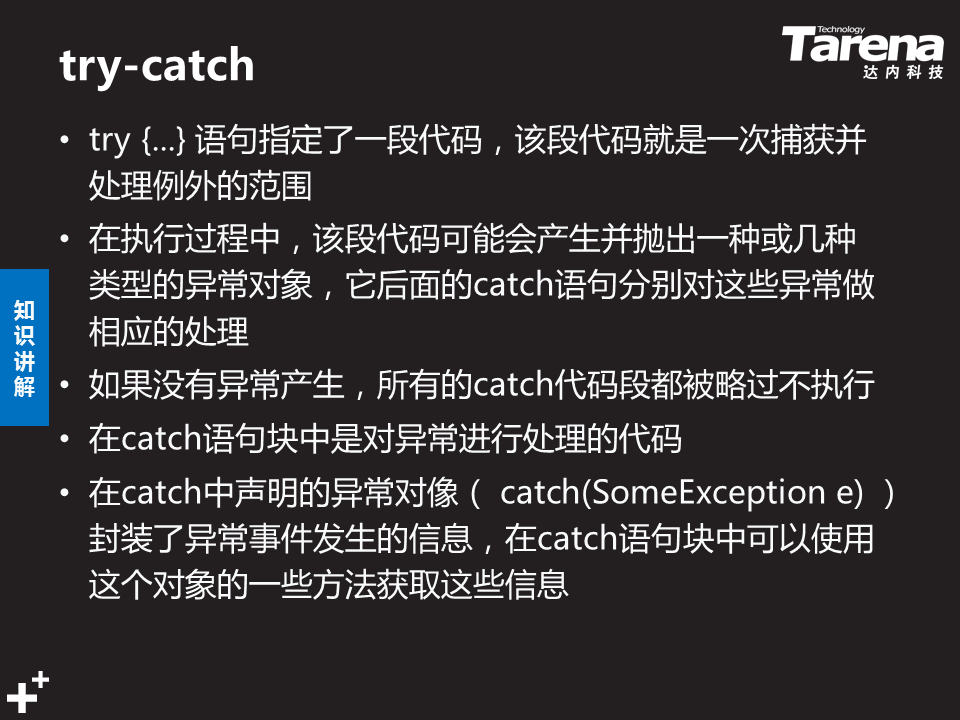 try-catch
Technology
Tarena
达内科技
• try {...} 语句指定了一段代码，该段代码就是一次捕获并
处理例外的范围
• 在执行过程中，该段代码可能会产生并抛出一种或几种
类型的异常对象，它后面的catch语句分别对这些异常做
相应的处理
• 如果没有异常产生，所有的catch代码段都被略过不执行
• 在catch语句块中是对异常进行处理的代码
• 在catch中声明的异常对像（ catch(SomeException e) ）
封装了异常事件发生的信息，在catch语句块中可以使用
这个对象的一些方法获取这些信息
知
识
讲
解